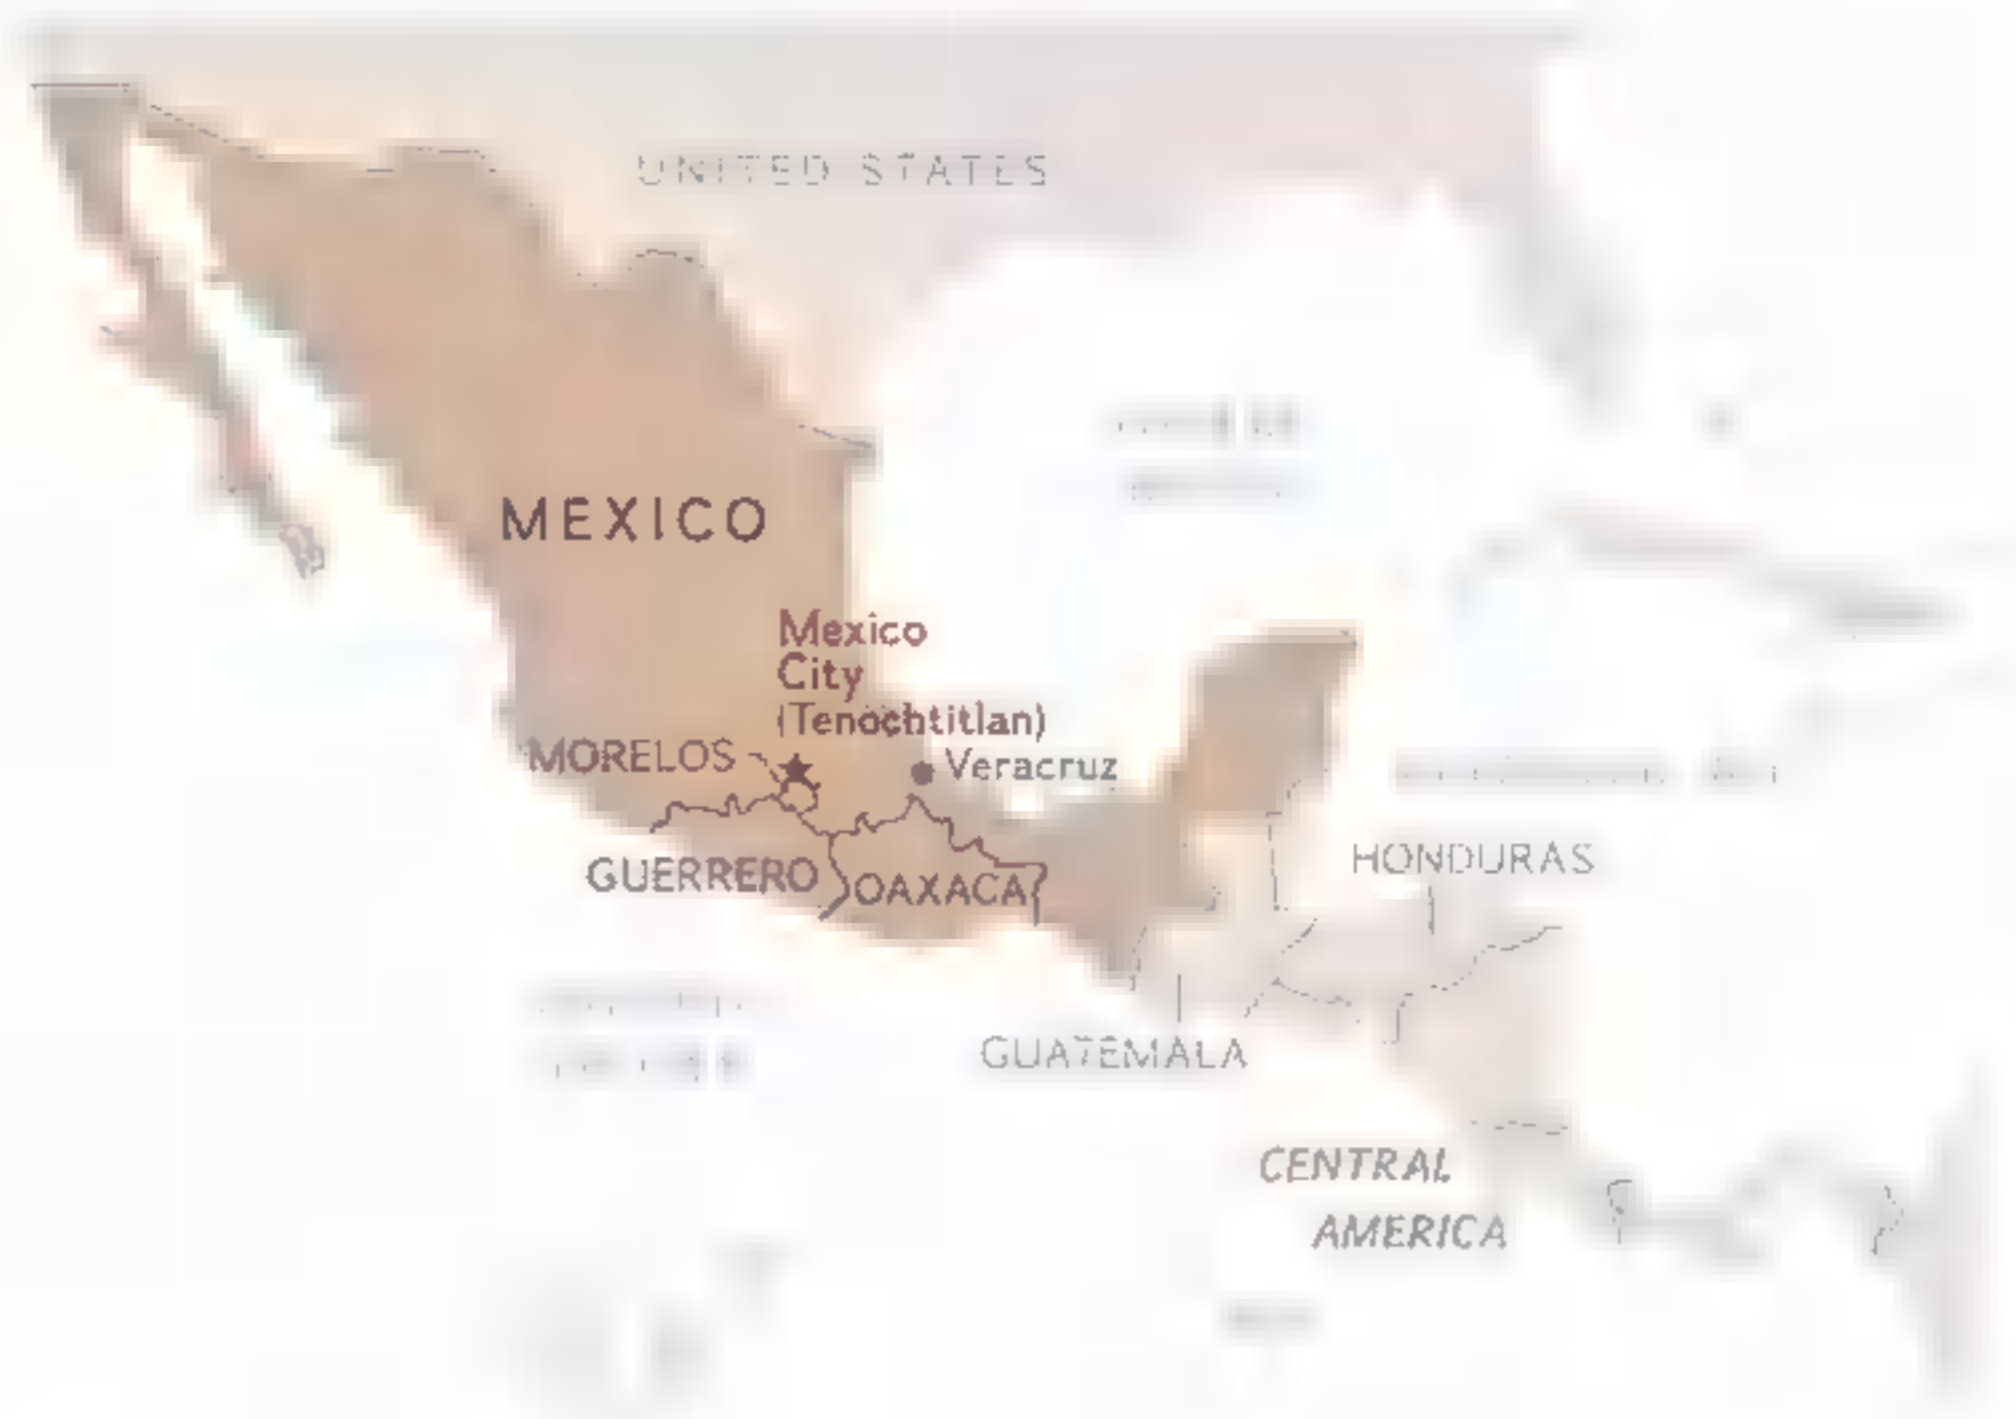 UNITED STATES
MEXICO
Mexico
City
(Tenochtitlan)
MORELOS
Veracruz
GUERRERO
OAXACA
HONDURAS
GUATEMALA
CENTRAL
AMERICA